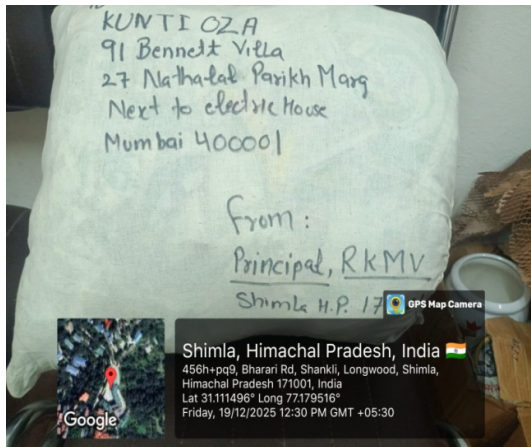 KUNTI OZA
91 Bennett Villa
27 Nathalal Parikh Marg
Next to electric House
Mumbai 400001
From:
Principal, RKMV
Shimla H.P. 17
GPS Map Camera
Shimla, Himachal Pradesh, India 🇮🇳
456h+pq9, Bharari Rd, Shankli, Longwood, Shimla,
Himachal Pradesh 171001, India
Lat 31.111496° Long 77.179516°
Friday, 19/12/2025 12:30 PM GMT +05:30
Google